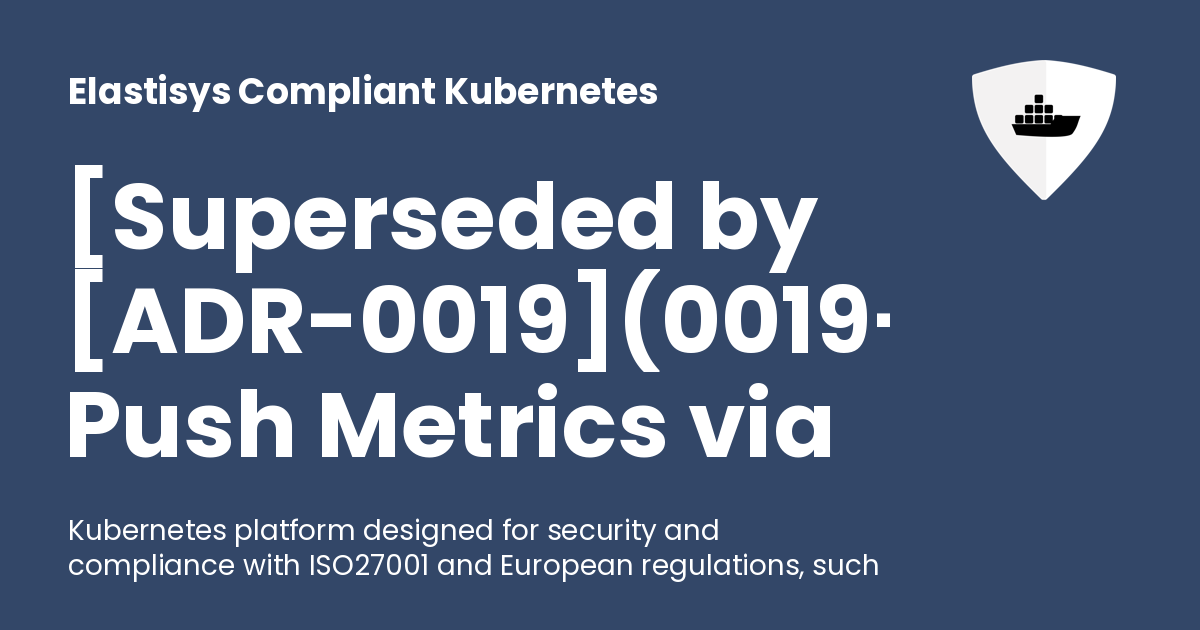 Elastisys Compliant Kubernetes
[Superseded by
[ADR-0019](0019-
Push Metrics via
Kubernetes platform designed for security and
compliance with ISO27001 and European regulations, such